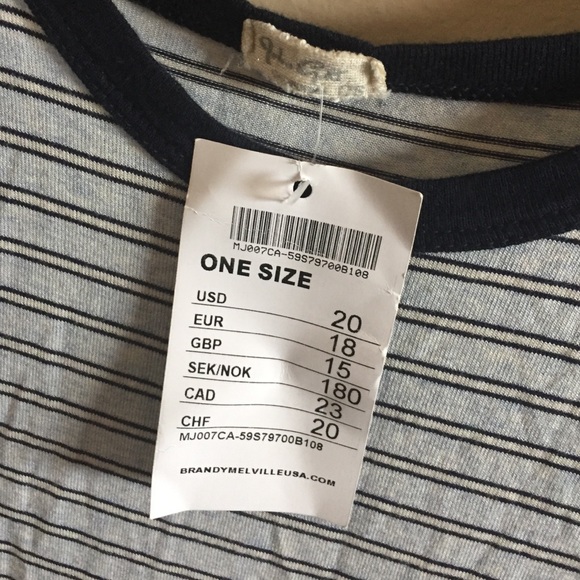 MJ007CA-59S79700B108
ONE SIZE
USD 20
EUR 18
GBP 15
SEK/NOK 180
CAD 23
CHF 20
MJ007CA-59S79700B108
BRANDYMELVILLEUSA.COM